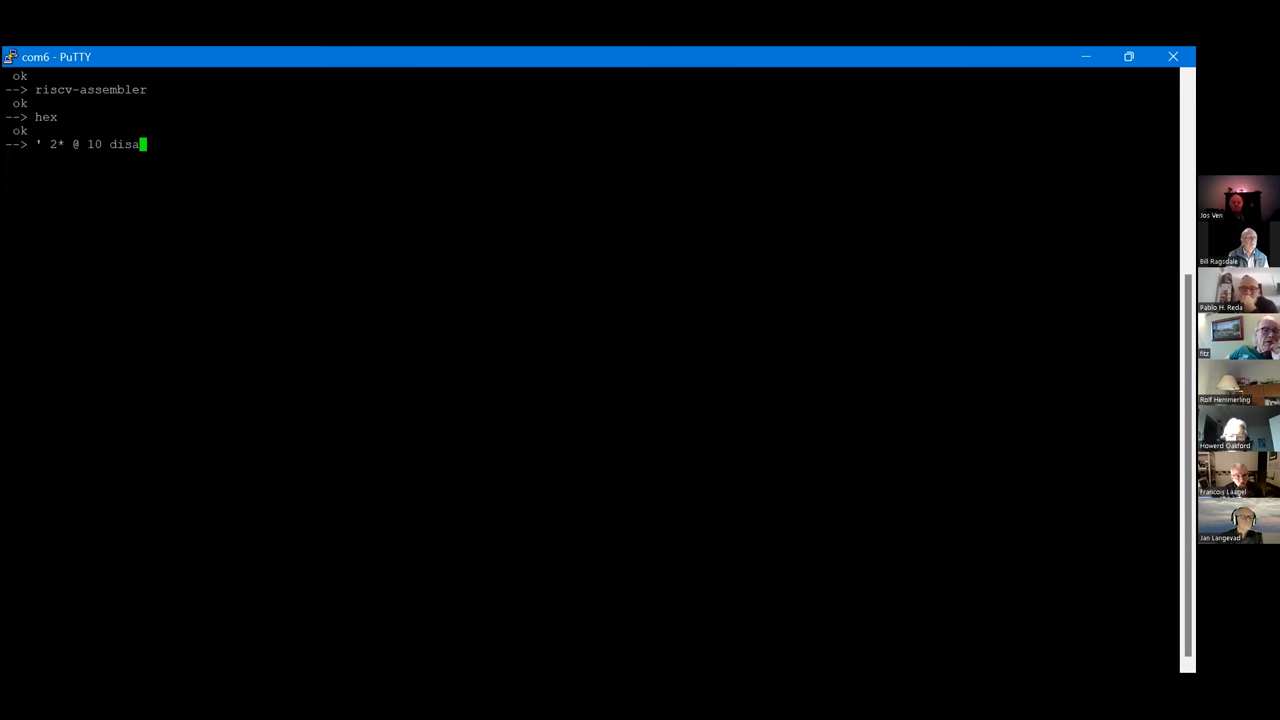 com6 - PuTTY
ok
--> riscv-assembler
ok
--> hex
ok
--> ' 2* @ 10 disa
Jos Ven
Bill Ragsdale
Pablo H. Reda
fitz
Rolf Hemmerling
Howerd Oakford
Francois Laagel
Jan Langevad